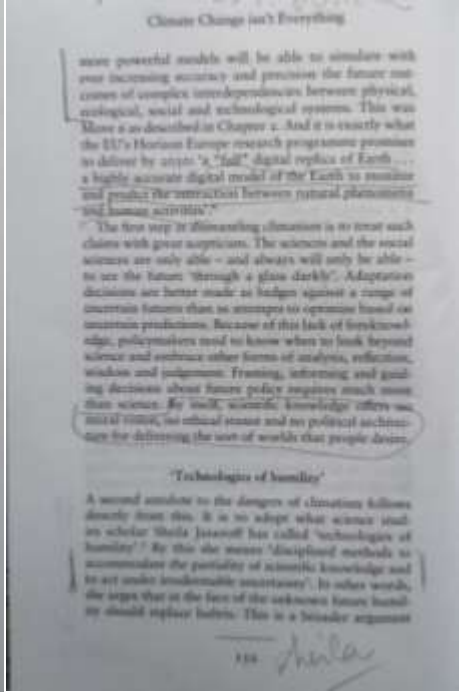 Climate Change isn't Everything
more powerful models will be able to simulate with
ever increasing accuracy and precision the future out-
comes of complex interdependencies between physical,
ecological, social and technological systems. This was
Move 6 as described in Chapter 2. And it is exactly what
the EU's Horizon Europe research programme promises
to deliver by 'a "full" digital replica of Earth …
a highly accurate digital model of the Earth to monitor
and predict the interaction between natural phenomena
and human activities'.
The first step in dismantling climatism is to treat such
claims with great scepticism. The sciences and the social
sciences are only able – and always will only be able –
to see the future 'through a glass darkly'. Adaptation
decisions are better made as hedges against a range of
uncertain futures than as attempts to optimise based on
uncertain predictions. Because of this lack of foreknowl-
edge, policymakers need to know when to look beyond
science and embrace other forms of analysis, reflection,
wisdom and judgement. Framing, informing and guid-
ing decisions about future policy requires much more
than science. By itself, scientific knowledge offers no
moral vision, no ethical stance and no political architec-
ture for delivering the sort of worlds that people desire.
'Technologies of humility'
A second antidote to the dangers of climatism follows
directly from this. It is to adopt what science stud-
ies scholar Sheila Jasanoff has called 'technologies of
humility'. By this she means 'disciplined methods to
accommodate the partiality of scientific knowledge and
to act under irredeemable uncertainty'. In other words,
she urges that in the face of the unknown future humil-
ity should replace hubris. This is a broader argument
Sheila